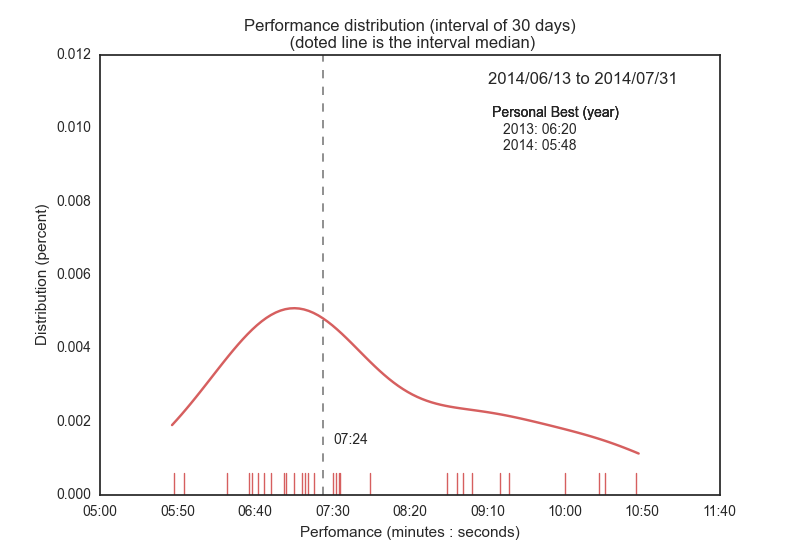 Performance distribution (interval of 30 days)
(doted line is the interval median)
2014/06/13 to 2014/07/31
Personal Best (year)
2013: 06:20
2014: 05:48
0.012
0.010
0.008
0.006
0.004
0.002
0.000
Distribution (percent)
07:24
05:00 05:50 06:40 07:30 08:20 09:10 10:00 10:50 11:40
Perfomance (minutes : seconds)